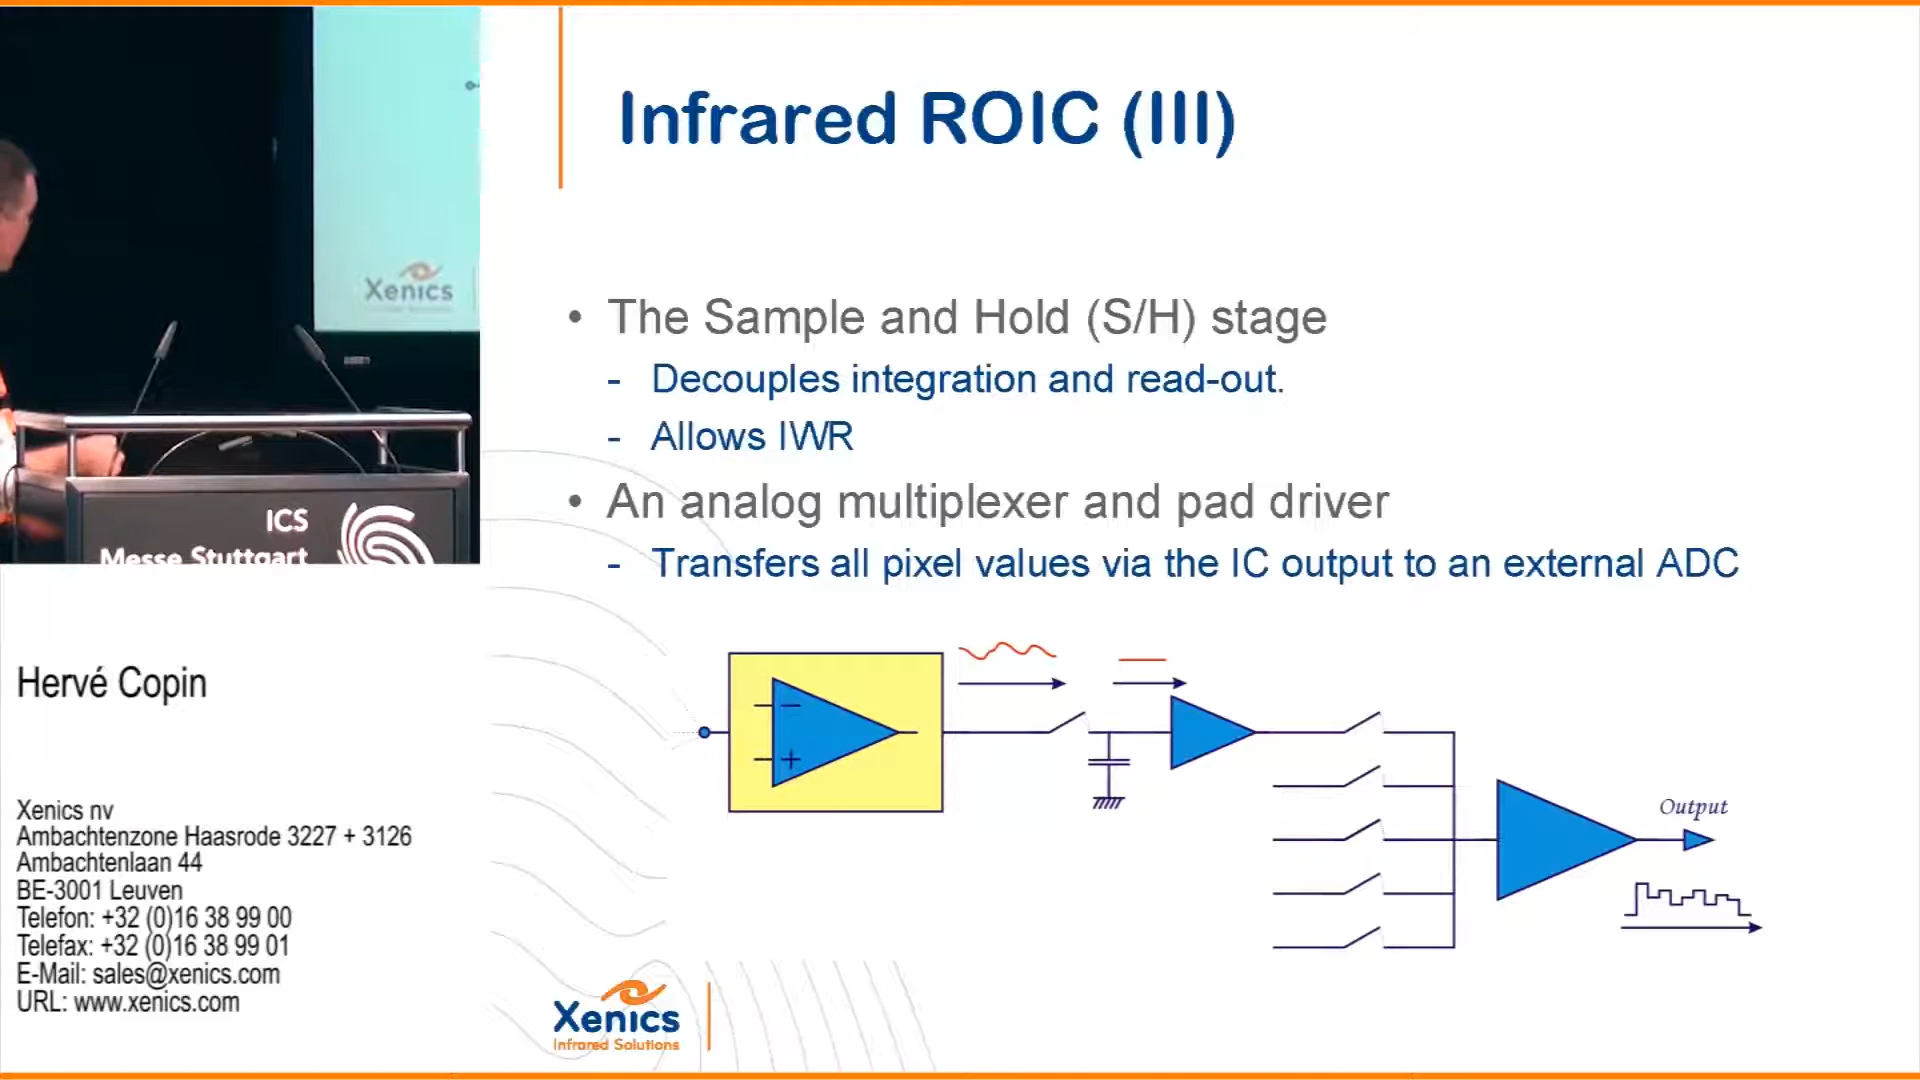 Infrared ROIC (III)
• The Sample and Hold (S/H) stage
- Decouples integration and read-out.
- Allows IWR
• An analog multiplexer and pad driver
- Transfers all pixel values via the IC output to an external ADC
Output
Xenics
Infrared Solutions
Xenics
ICS
Messe Stuttgart
Hervé Copin
Xenics nv
Ambachtenzone Haasrode 3227 + 3126
Ambachtenlaan 44
BE-3001 Leuven
Telefon: +32 (0)16 38 99 00
Telefax: +32 (0)16 38 99 01
E-Mail: sales@xenics.com
URL: www.xenics.com